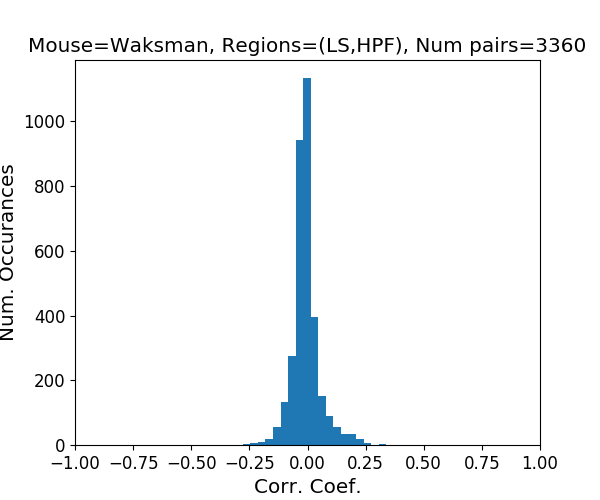 Mouse=Waksman, Regions=(LS,HPF), Num pairs=3360
Num. Occurances
1000
800
600
400
200
0
−1.00 −0.75 −0.50 −0.25 0.00 0.25 0.50 0.75 1.00
Corr. Coef.